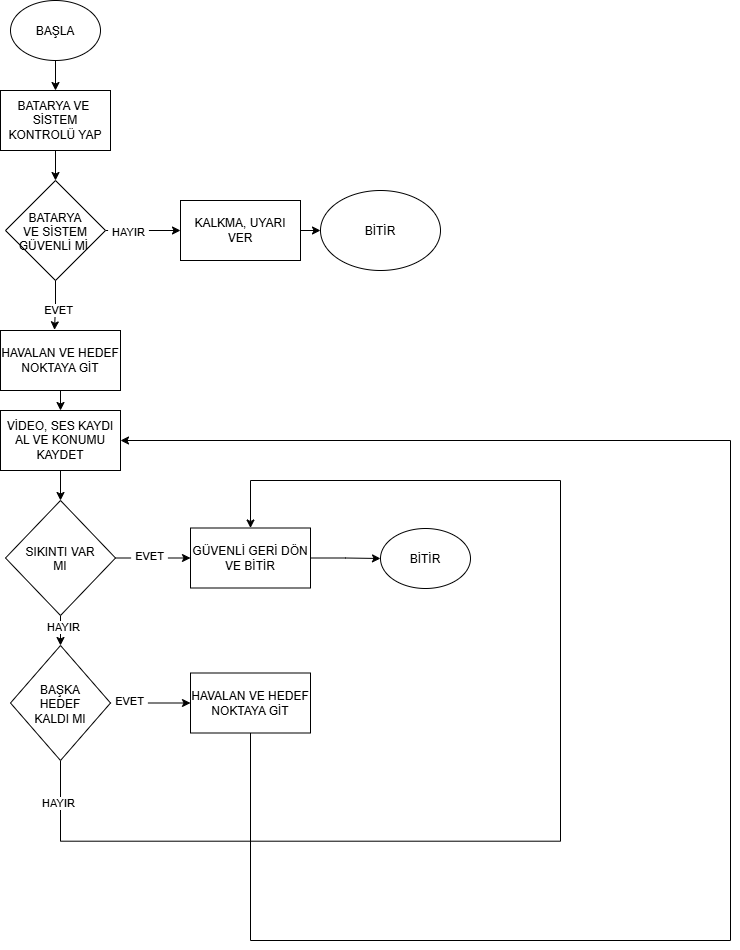 BAŞLA
BATARYA VE
SİSTEM
KONTROLÜ YAP
BATARYA
VE SİSTEM
GÜVENLİ Mİ
HAYIR
KALKMA, UYARI
VER
BİTİR
EVET
HAVALAN VE HEDEF
NOKTAYA GİT
VİDEO, SES KAYDI
AL VE KONUMU
KAYDET
SIKINTI VAR
MI
EVET
GÜVENLİ GERİ DÖN
VE BİTİR
BİTİR
HAYIR
BAŞKA
HEDEF
KALDI MI
EVET
HAVALAN VE HEDEF
NOKTAYA GİT
HAYIR